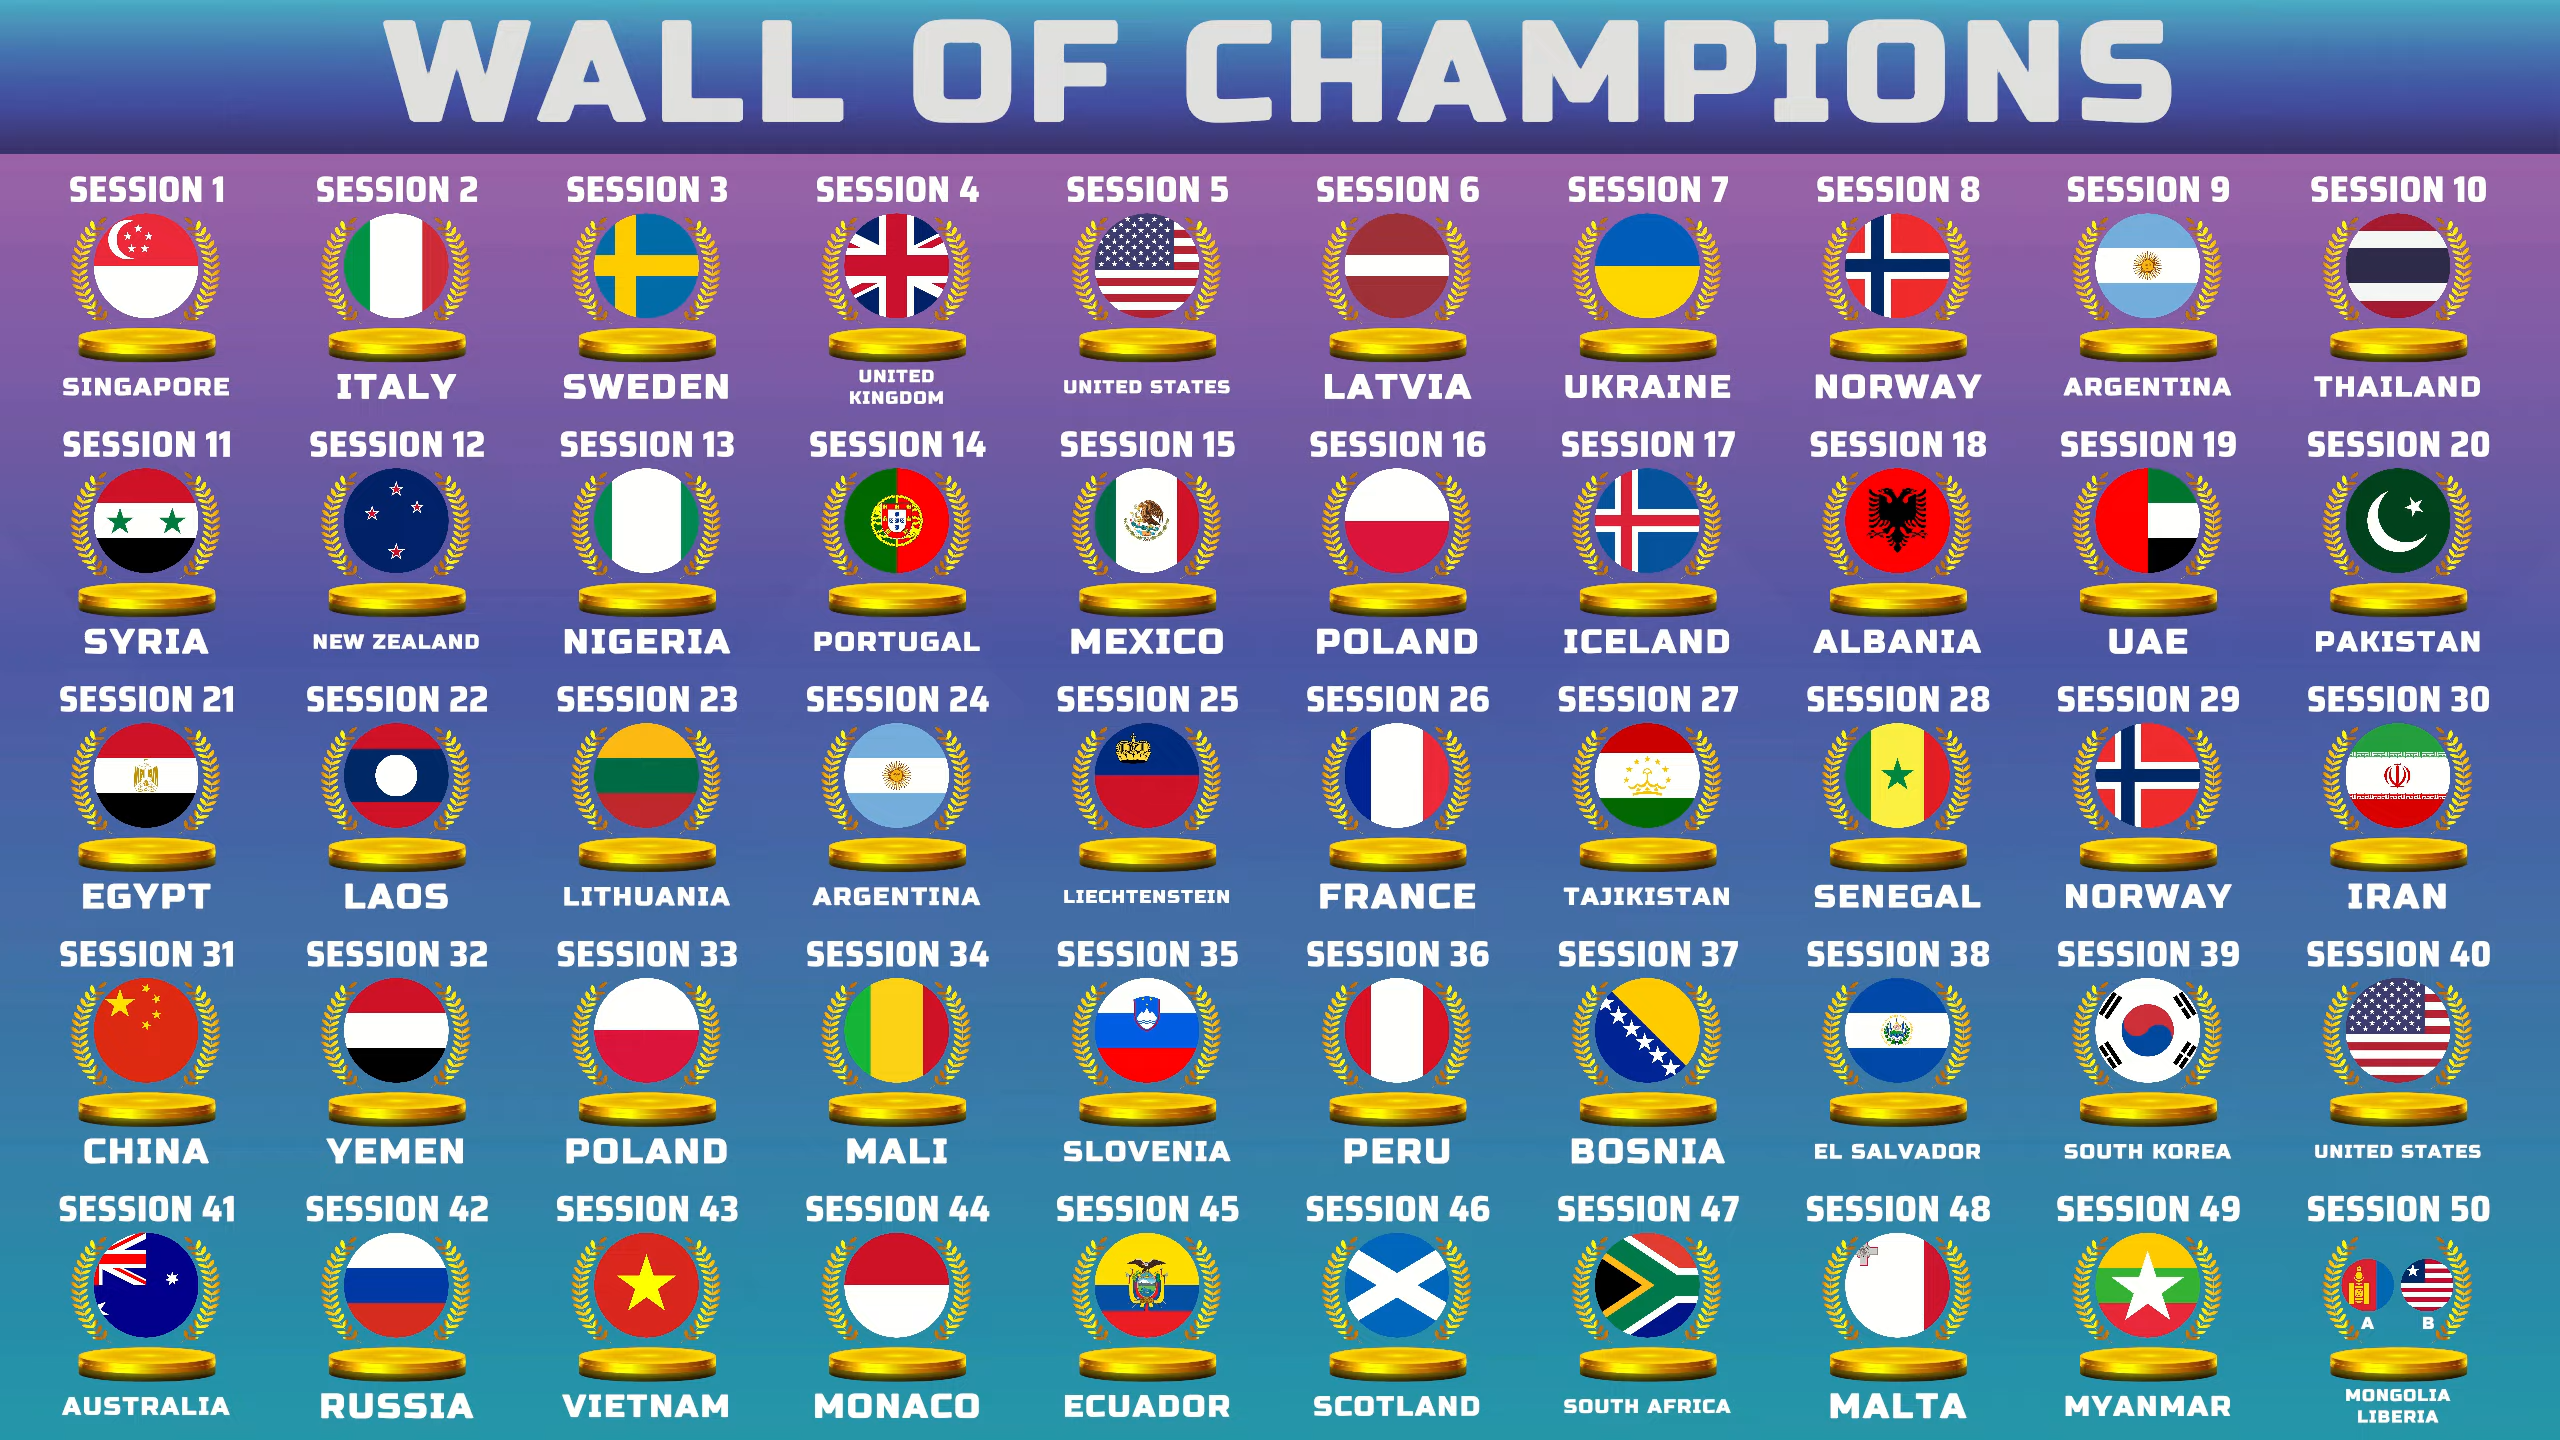 WALL OF CHAMPIONS
SESSION 1 SESSION 2 SESSION 3 SESSION 4 SESSION 5 SESSION 6 SESSION 7 SESSION 8 SESSION 9 SESSION 10
SINGAPORE ITALY SWEDEN UNITED KINGDOM UNITED STATES LATVIA UKRAINE NORWAY ARGENTINA THAILAND
SESSION 11 SESSION 12 SESSION 13 SESSION 14 SESSION 15 SESSION 16 SESSION 17 SESSION 18 SESSION 19 SESSION 20
SYRIA NEW ZEALAND NIGERIA PORTUGAL MEXICO POLAND ICELAND ALBANIA UAE PAKISTAN
SESSION 21 SESSION 22 SESSION 23 SESSION 24 SESSION 25 SESSION 26 SESSION 27 SESSION 28 SESSION 29 SESSION 30
EGYPT LAOS LITHUANIA ARGENTINA LIECHTENSTEIN FRANCE TAJIKISTAN SENEGAL NORWAY IRAN
SESSION 31 SESSION 32 SESSION 33 SESSION 34 SESSION 35 SESSION 36 SESSION 37 SESSION 38 SESSION 39 SESSION 40
CHINA YEMEN POLAND MALI SLOVENIA PERU BOSNIA EL SALVADOR SOUTH KOREA UNITED STATES
SESSION 41 SESSION 42 SESSION 43 SESSION 44 SESSION 45 SESSION 46 SESSION 47 SESSION 48 SESSION 49 SESSION 50
A B
AUSTRALIA RUSSIA VIETNAM MONACO ECUADOR SCOTLAND SOUTH AFRICA MALTA MYANMAR MONGOLIA LIBERIA